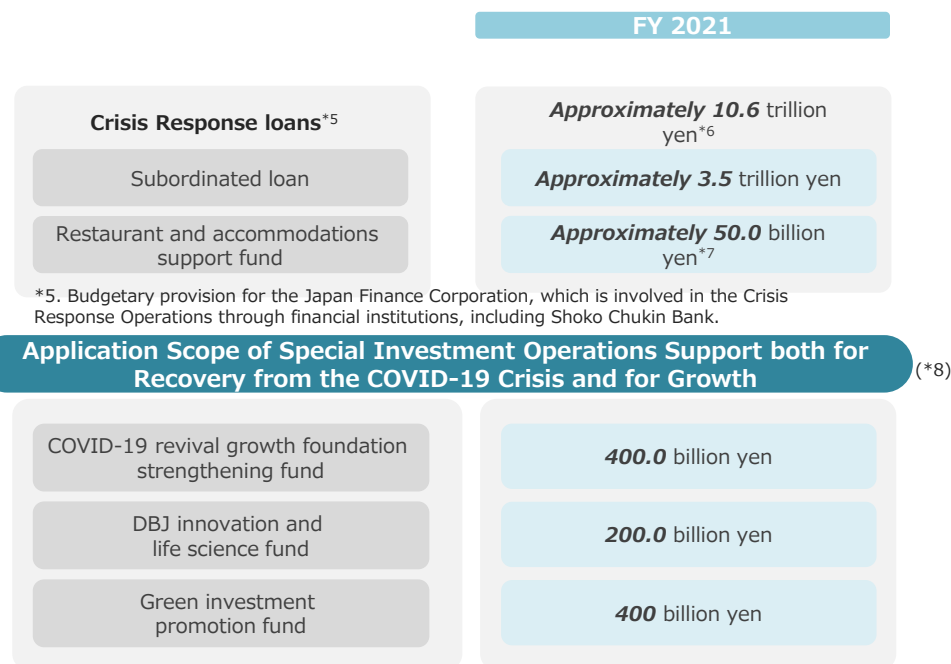 FY 2021
Crisis Response loans*5
Approximately 10.6 trillion
yen*6
Subordinated loan
Approximately 3.5 trillion yen
Restaurant and accommodations
support fund
Approximately 50.0 billion
yen*7
*5. Budgetary provision for the Japan Finance Corporation, which is involved in the Crisis
Response Operations through financial institutions, including Shoko Chukin Bank.
Application Scope of Special Investment Operations Support both for
Recovery from the COVID-19 Crisis and for Growth
(*8)
COVID-19 revival growth foundation
strengthening fund
400.0 billion yen
DBJ innovation and
life science fund
200.0 billion yen
Green investment
promotion fund
400 billion yen